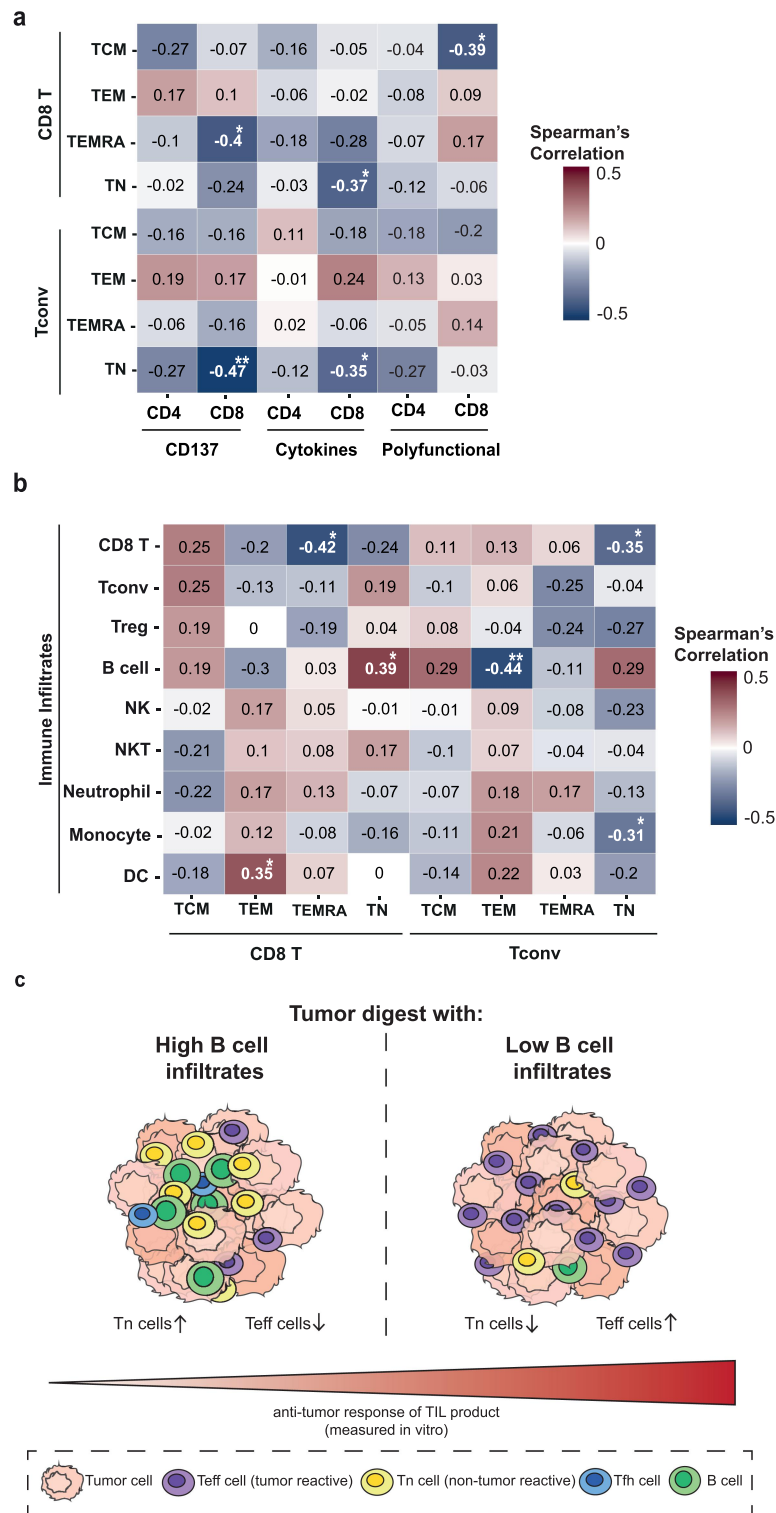 a
CD8 T
TCM -0.27 -0.07 -0.16 -0.05 -0.04 -0.39*
TEM 0.17 0.1 -0.06 -0.02 -0.08 0.09
TEMRA -0.1 -0.4* -0.18 -0.28 -0.07 0.17
TN -0.02 -0.24 -0.03 -0.37* -0.12 -0.06
Tconv
TCM -0.16 -0.16 0.11 -0.18 -0.18 -0.2
TEM 0.19 0.17 -0.01 0.24 0.13 0.03
TEMRA -0.06 -0.16 0.02 -0.06 -0.05 0.14
TN -0.27 -0.47** -0.12 -0.35* -0.27 -0.03
CD4 CD8 CD4 CD8 CD4 CD8
CD137 Cytokines Polyfunctional
Spearman's
Correlation
0.5
0
-0.5
b
Immune Infiltrates
CD8 T 0.25 -0.2 -0.42* -0.24 0.11 0.13 0.06 -0.35*
Tconv 0.25 -0.13 -0.11 0.19 -0.1 0.06 -0.25 -0.04
Treg 0.19 0 -0.19 0.04 0.08 -0.04 -0.24 -0.27
B cell 0.19 -0.3 0.03 0.39* 0.29 -0.44** -0.11 0.29
NK -0.02 0.17 0.05 -0.01 -0.01 0.09 -0.08 -0.23
NKT -0.21 0.1 0.08 0.17 -0.1 0.07 -0.04 -0.04
Neutrophil -0.22 0.17 0.13 -0.07 -0.07 0.18 0.17 -0.13
Monocyte -0.02 0.12 -0.08 -0.16 -0.11 0.21 -0.06 -0.31*
DC -0.18 0.35* 0.07 0 -0.14 0.22 0.03 -0.2
TCM TEM TEMRA TN TCM TEM TEMRA TN
CD8 T Tconv
Spearman's
Correlation
0.5
0
-0.5
c
Tumor digest with:
High B cell
infiltrates
Low B cell
infiltrates
Tn cells↑ Teff cells↓
Tn cells↓ Teff cells↑
anti-tumor response of TIL product
(measured in vitro)
Tumor cell Teff cell (tumor reactive) Tn cell (non-tumor reactive) Tfh cell B cell